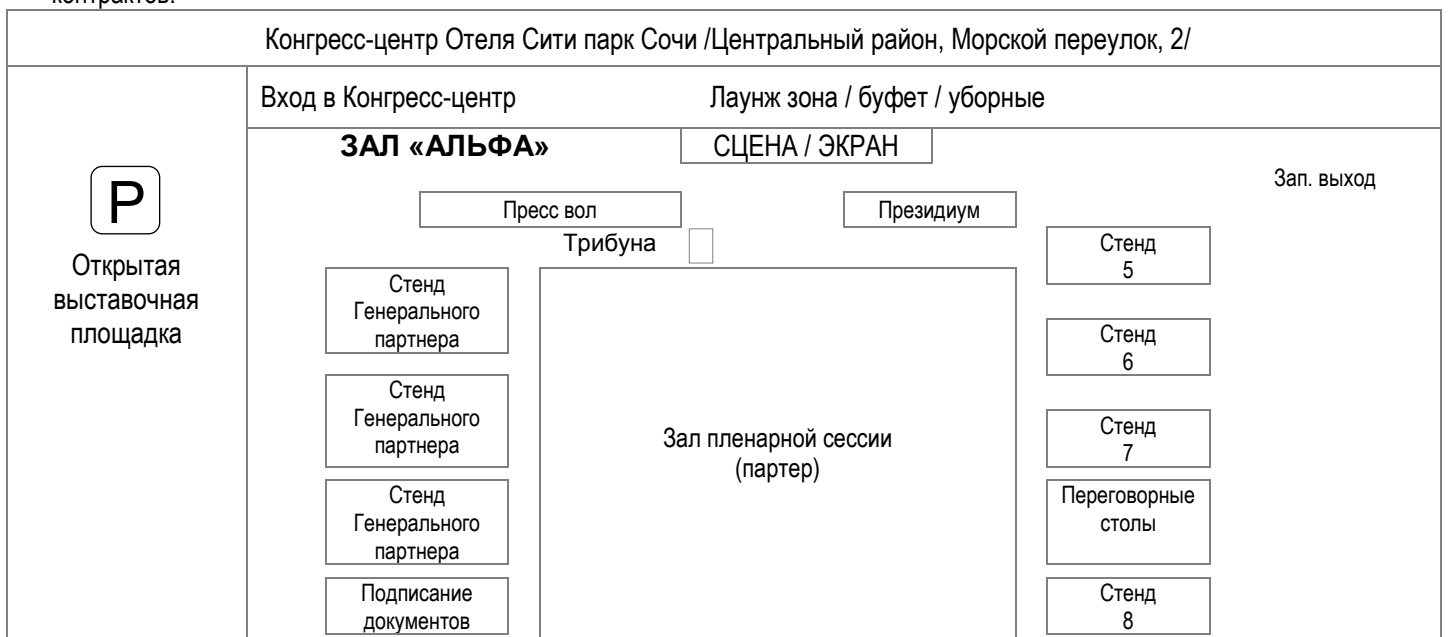 контрактов.
Конгресс-центр Отеля Сити парк Сочи /Центральный район, Морской переулок, 2/
Вход в Конгресс-центр Лаунж зона / буфет / уборные
ЗАЛ «АЛЬФА» СЦЕНА / ЭКРАН
Зап. выход
P
Открытая
выставочная
площадка
Пресс вол Президиум
Трибуна
Стенд
Генерального
партнера
Стенд
Генерального
партнера
Стенд
Генерального
партнера
Подписание
документов
Зал пленарной сессии
(партер)
Стенд
5
Стенд
6
Стенд
7
Переговорные
столы
Стенд
8